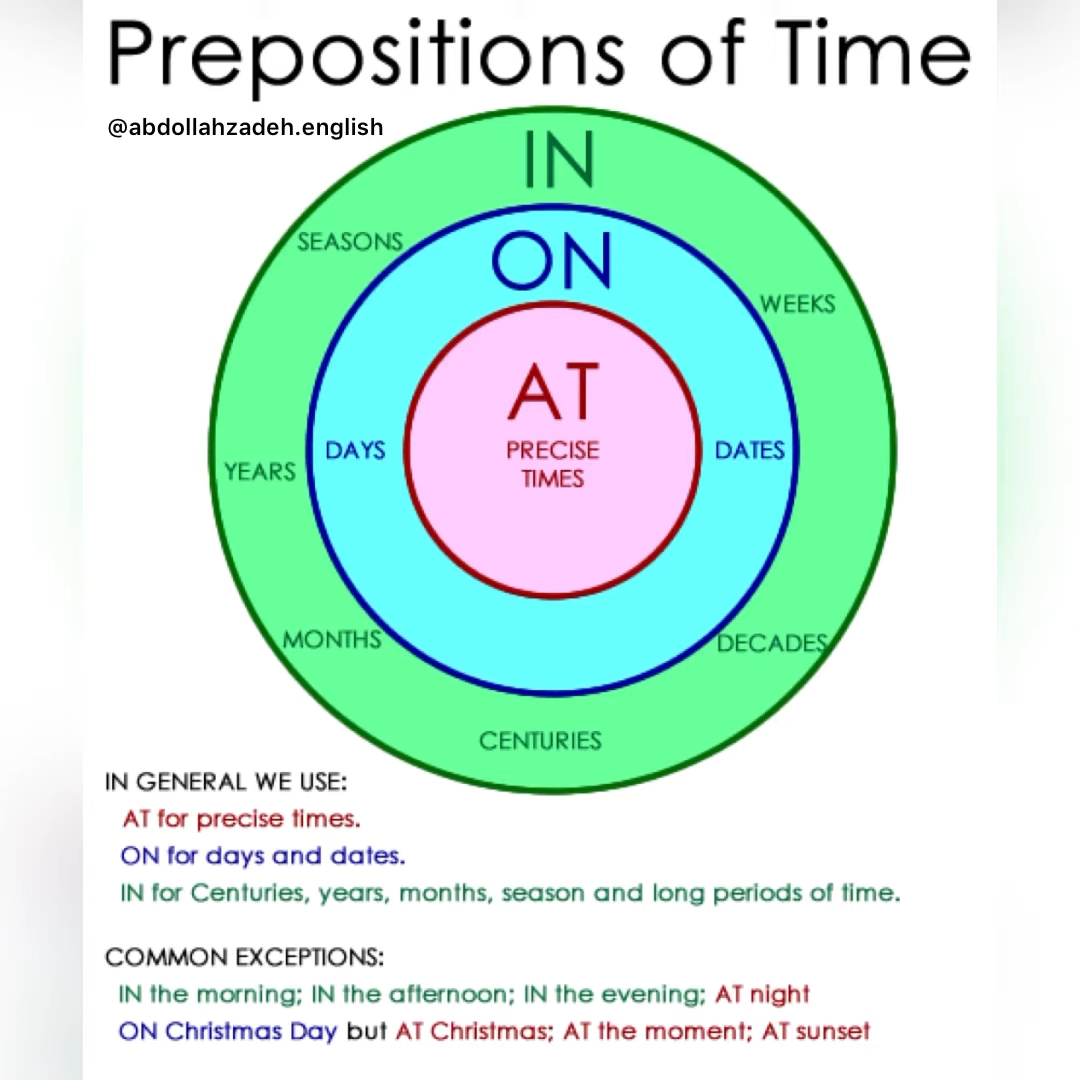 Prepositions of Time
@abdollahzadeh.english
IN
SEASONS
ON
WEEKS
AT
PRECISE
TIMES
DAYS
DATES
YEARS
MONTHS
DECADES
CENTURIES
IN GENERAL WE USE:
AT for precise times.
ON for days and dates.
IN for Centuries, years, months, season and long periods of time.
COMMON EXCEPTIONS:
IN the morning; IN the afternoon; IN the evening; AT night
ON Christmas Day but AT Christmas; AT the moment; AT sunset